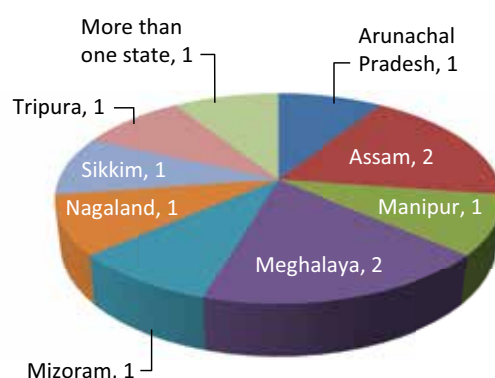 More than
one state, 1
Arunachal
Pradesh, 1
Tripura, 1
Assam, 2
Sikkim, 1
Manipur, 1
Nagaland, 1
Meghalaya, 2
Mizoram, 1